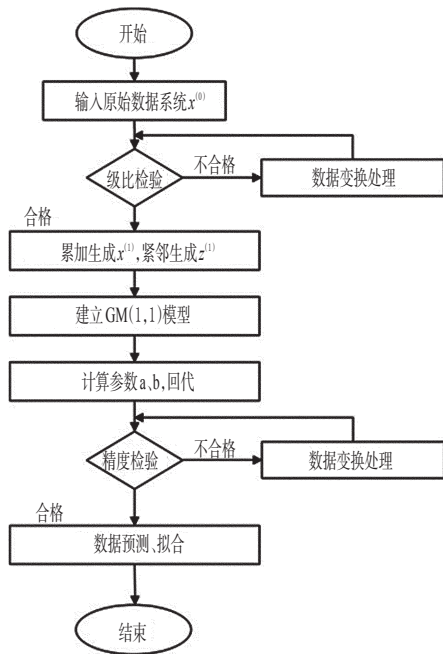 开始
输入原始数据系统x⁽⁰⁾
级比检验
不合格
数据变换处理
合格
累加生成x⁽¹⁾,紧邻生成z⁽¹⁾
建立GM(1,1)模型
计算参数a、b,回代
精度检验
不合格
数据变换处理
合格
数据预测、拟合
结束